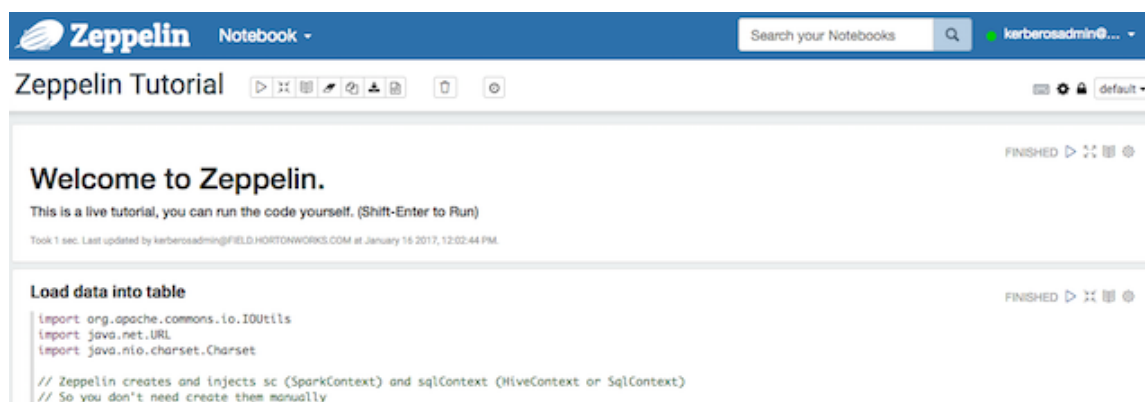 Zeppelin Notebook Search your Notebooks kerberosadmin@...
Zeppelin Tutorial default
FINISHED
Welcome to Zeppelin.
This is a live tutorial, you can run the code yourself. (Shift-Enter to Run)
Took 1 sec. Last updated by kerberosadmin@FIELD.HORTONWORKS.COM at January 16 2017, 12:02:44 PM.
Load data into table
FINISHED
import org.apache.commons.io.IOUtils
import java.net.URL
import java.nio.charset.Charset
// Zeppelin creates and injects sc (SparkContext) and sqlContext (HiveContext or SqlContext)
// So you don't need create them manually